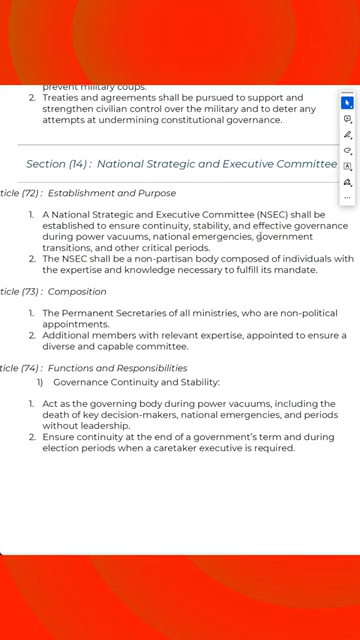 prevent military coups.
2. Treaties and agreements shall be pursued to support and
strengthen civilian control over the military and to deter any
attempts at undermining constitutional governance.
Section (14) : National Strategic and Executive Committee
ticle (72) : Establishment and Purpose
1. A National Strategic and Executive Committee (NSEC) shall be
established to ensure continuity, stability, and effective governance
during power vacuums, national emergencies, government
transitions, and other critical periods.
2. The NSEC shall be a non-partisan body composed of individuals with
the expertise and knowledge necessary to fulfill its mandate.
ticle (73) : Composition
1. The Permanent Secretaries of all ministries, who are non-political
appointments.
2. Additional members with relevant expertise, appointed to ensure a
diverse and capable committee.
ticle (74) : Functions and Responsibilities
1) Governance Continuity and Stability:
1. Act as the governing body during power vacuums, including the
death of key decision-makers, national emergencies, and periods
without leadership.
2. Ensure continuity at the end of a government's term and during
election periods when a caretaker executive is required.